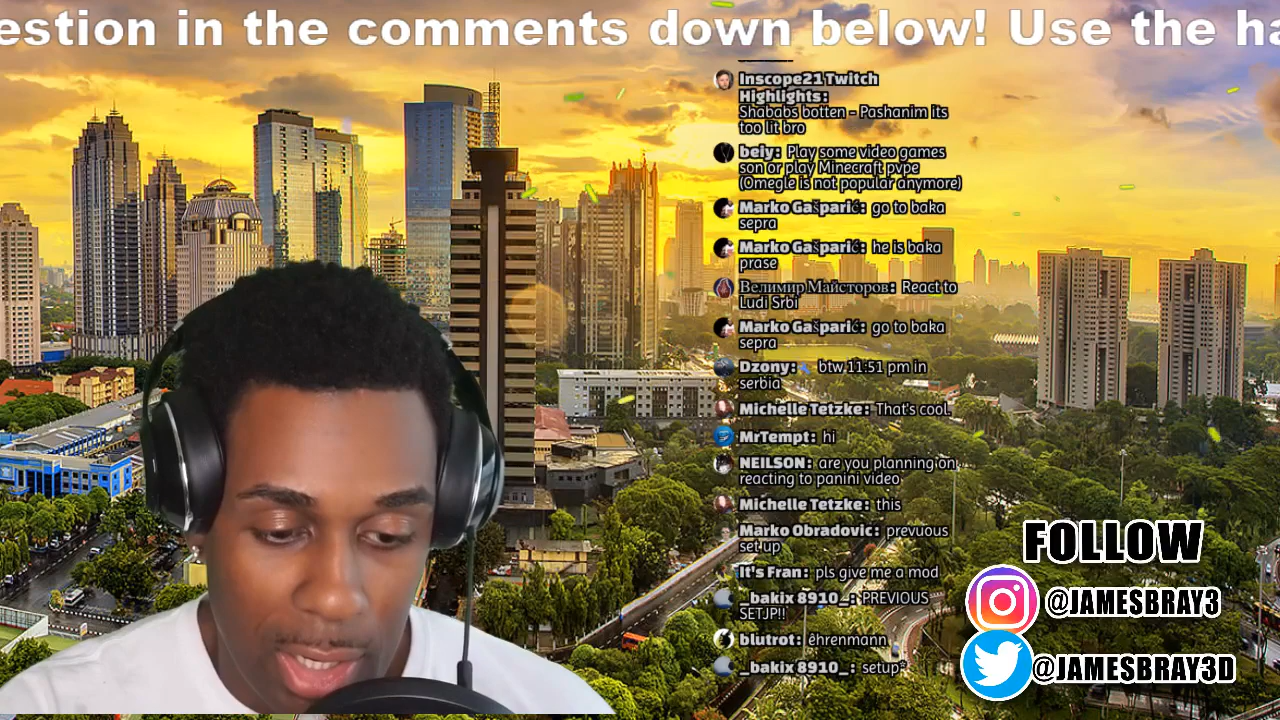 estion in the comments down below! Use the ha
Inscope21 Twitch
Highlights:
Shababs botten - Pashanim its
too lit bro
beiy: Play some video games
son or play Minecraft pvpe
(Omegle is not popular anymore)
Marko Gašparić: go to baka
sepra
Marko Gašparić: he is baka
prase
Велимир Майсторов: React to
Ludi Srbi
Marko Gašparić: go to baka
sepra
Dzony: btw 11:51 pm in
serbia
Michelle Tetzke: That's cool.
MrTempt: hi
NEILSON: are you planning on
reacting to panini video
Michelle Tetzke: this
Marko Obradovic: prevuous
set up
It's Fran: pls give me a mod
_bakix 8910_: PREVIOUS
SETJP!!
blutrot: êhrenmann
_bakix 8910_: setup*
FOLLOW
@JAMESBRAY3
@JAMESBRAY3D